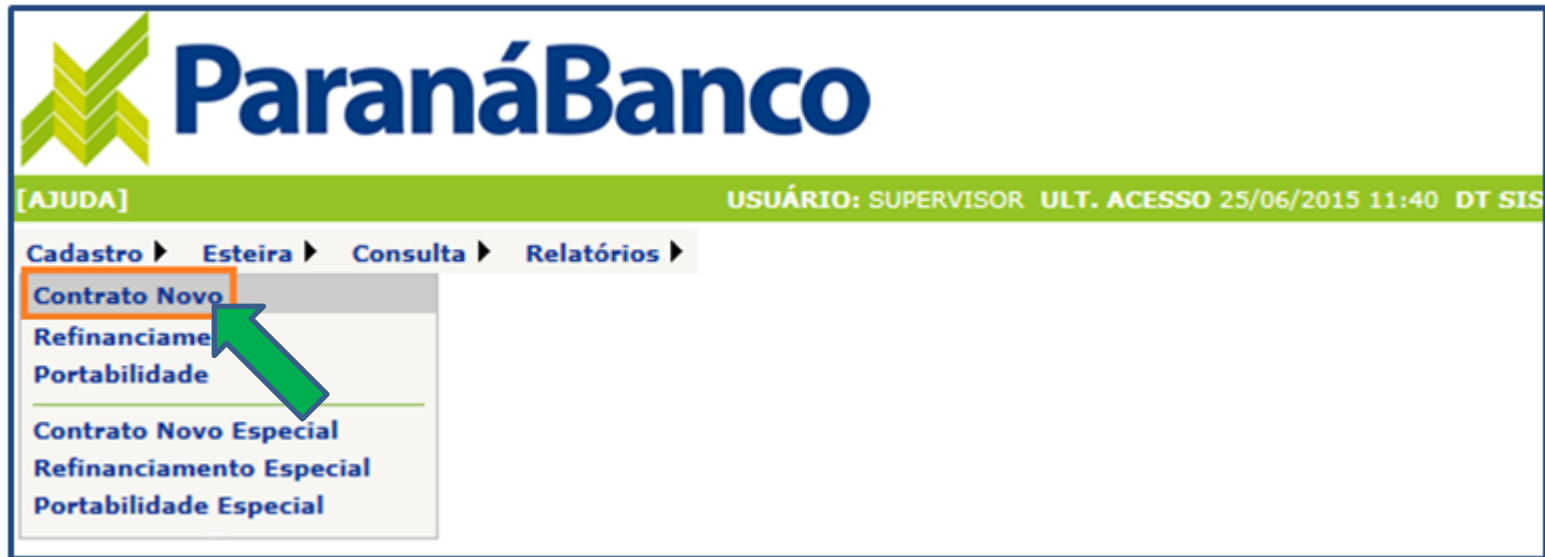 ParanáBanco
[AJUDA] USUÁRIO: SUPERVISOR ULT. ACESSO 25/06/2015 11:40 DT SIS
Cadastro Esteira Consulta Relatórios
Contrato Novo
Refinanciame
Portabilidade
Contrato Novo Especial
Refinanciamento Especial
Portabilidade Especial